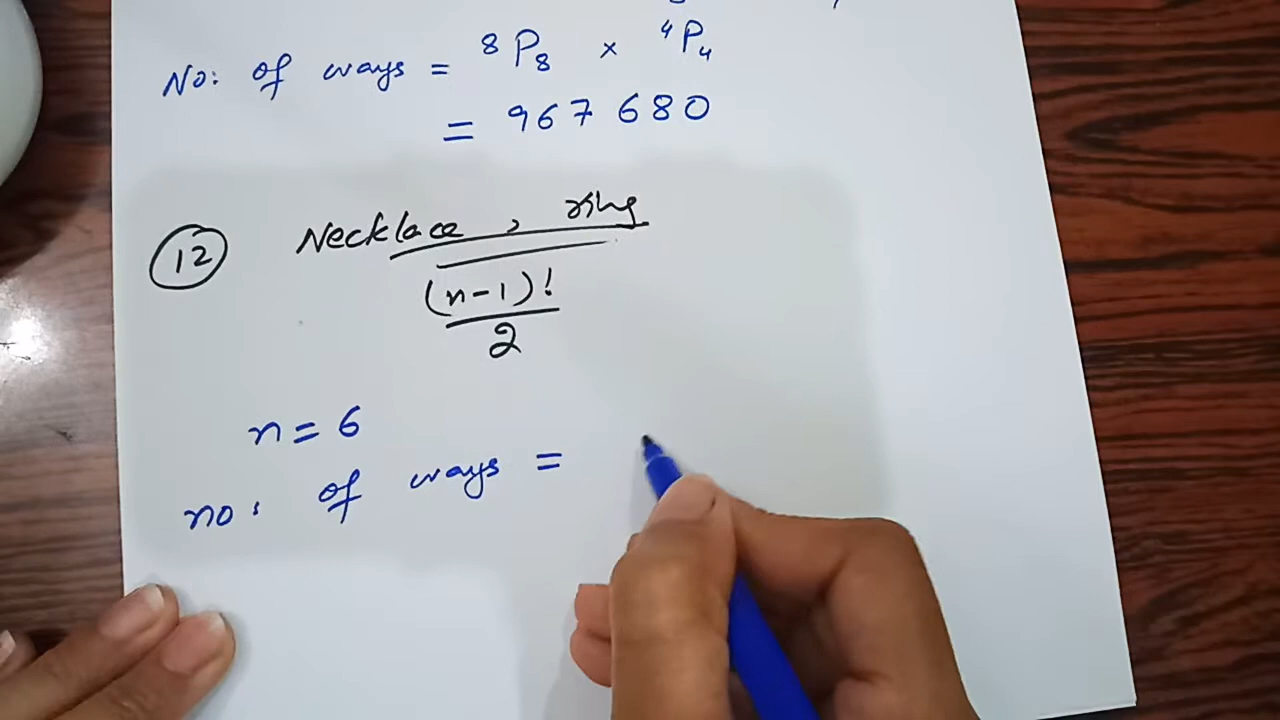 No: of ways = ⁸P₈ × ⁴P₄
= 967 680
12 Necklace, ring
(n-1)!
2
n = 6
no: of ways =